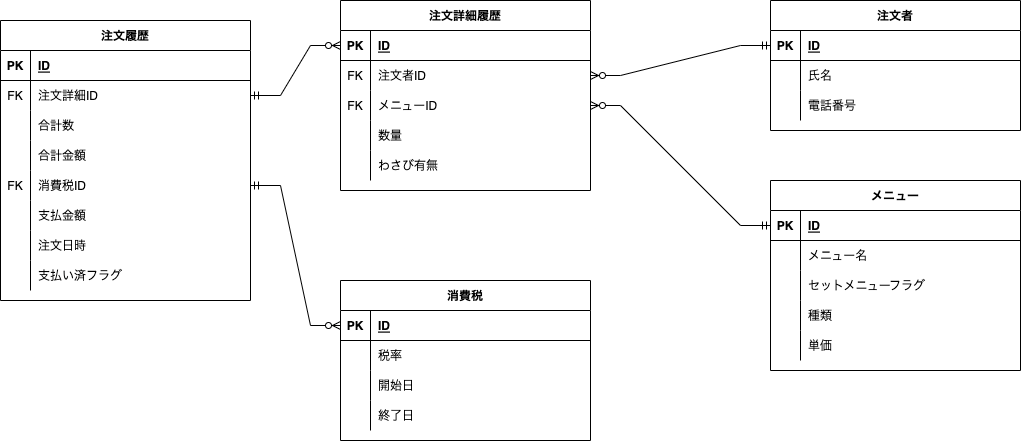 注文履歴
PK ID
FK 注文詳細ID
合計数
合計金額
FK 消費税ID
支払金額
注文日時
支払い済フラグ
注文詳細履歴
PK ID
FK 注文者ID
FK メニューID
数量
わさび有無
消費税
PK ID
税率
開始日
終了日
注文者
PK ID
氏名
電話番号
メニュー
PK ID
メニュー名
セットメニューフラグ
種類
単価